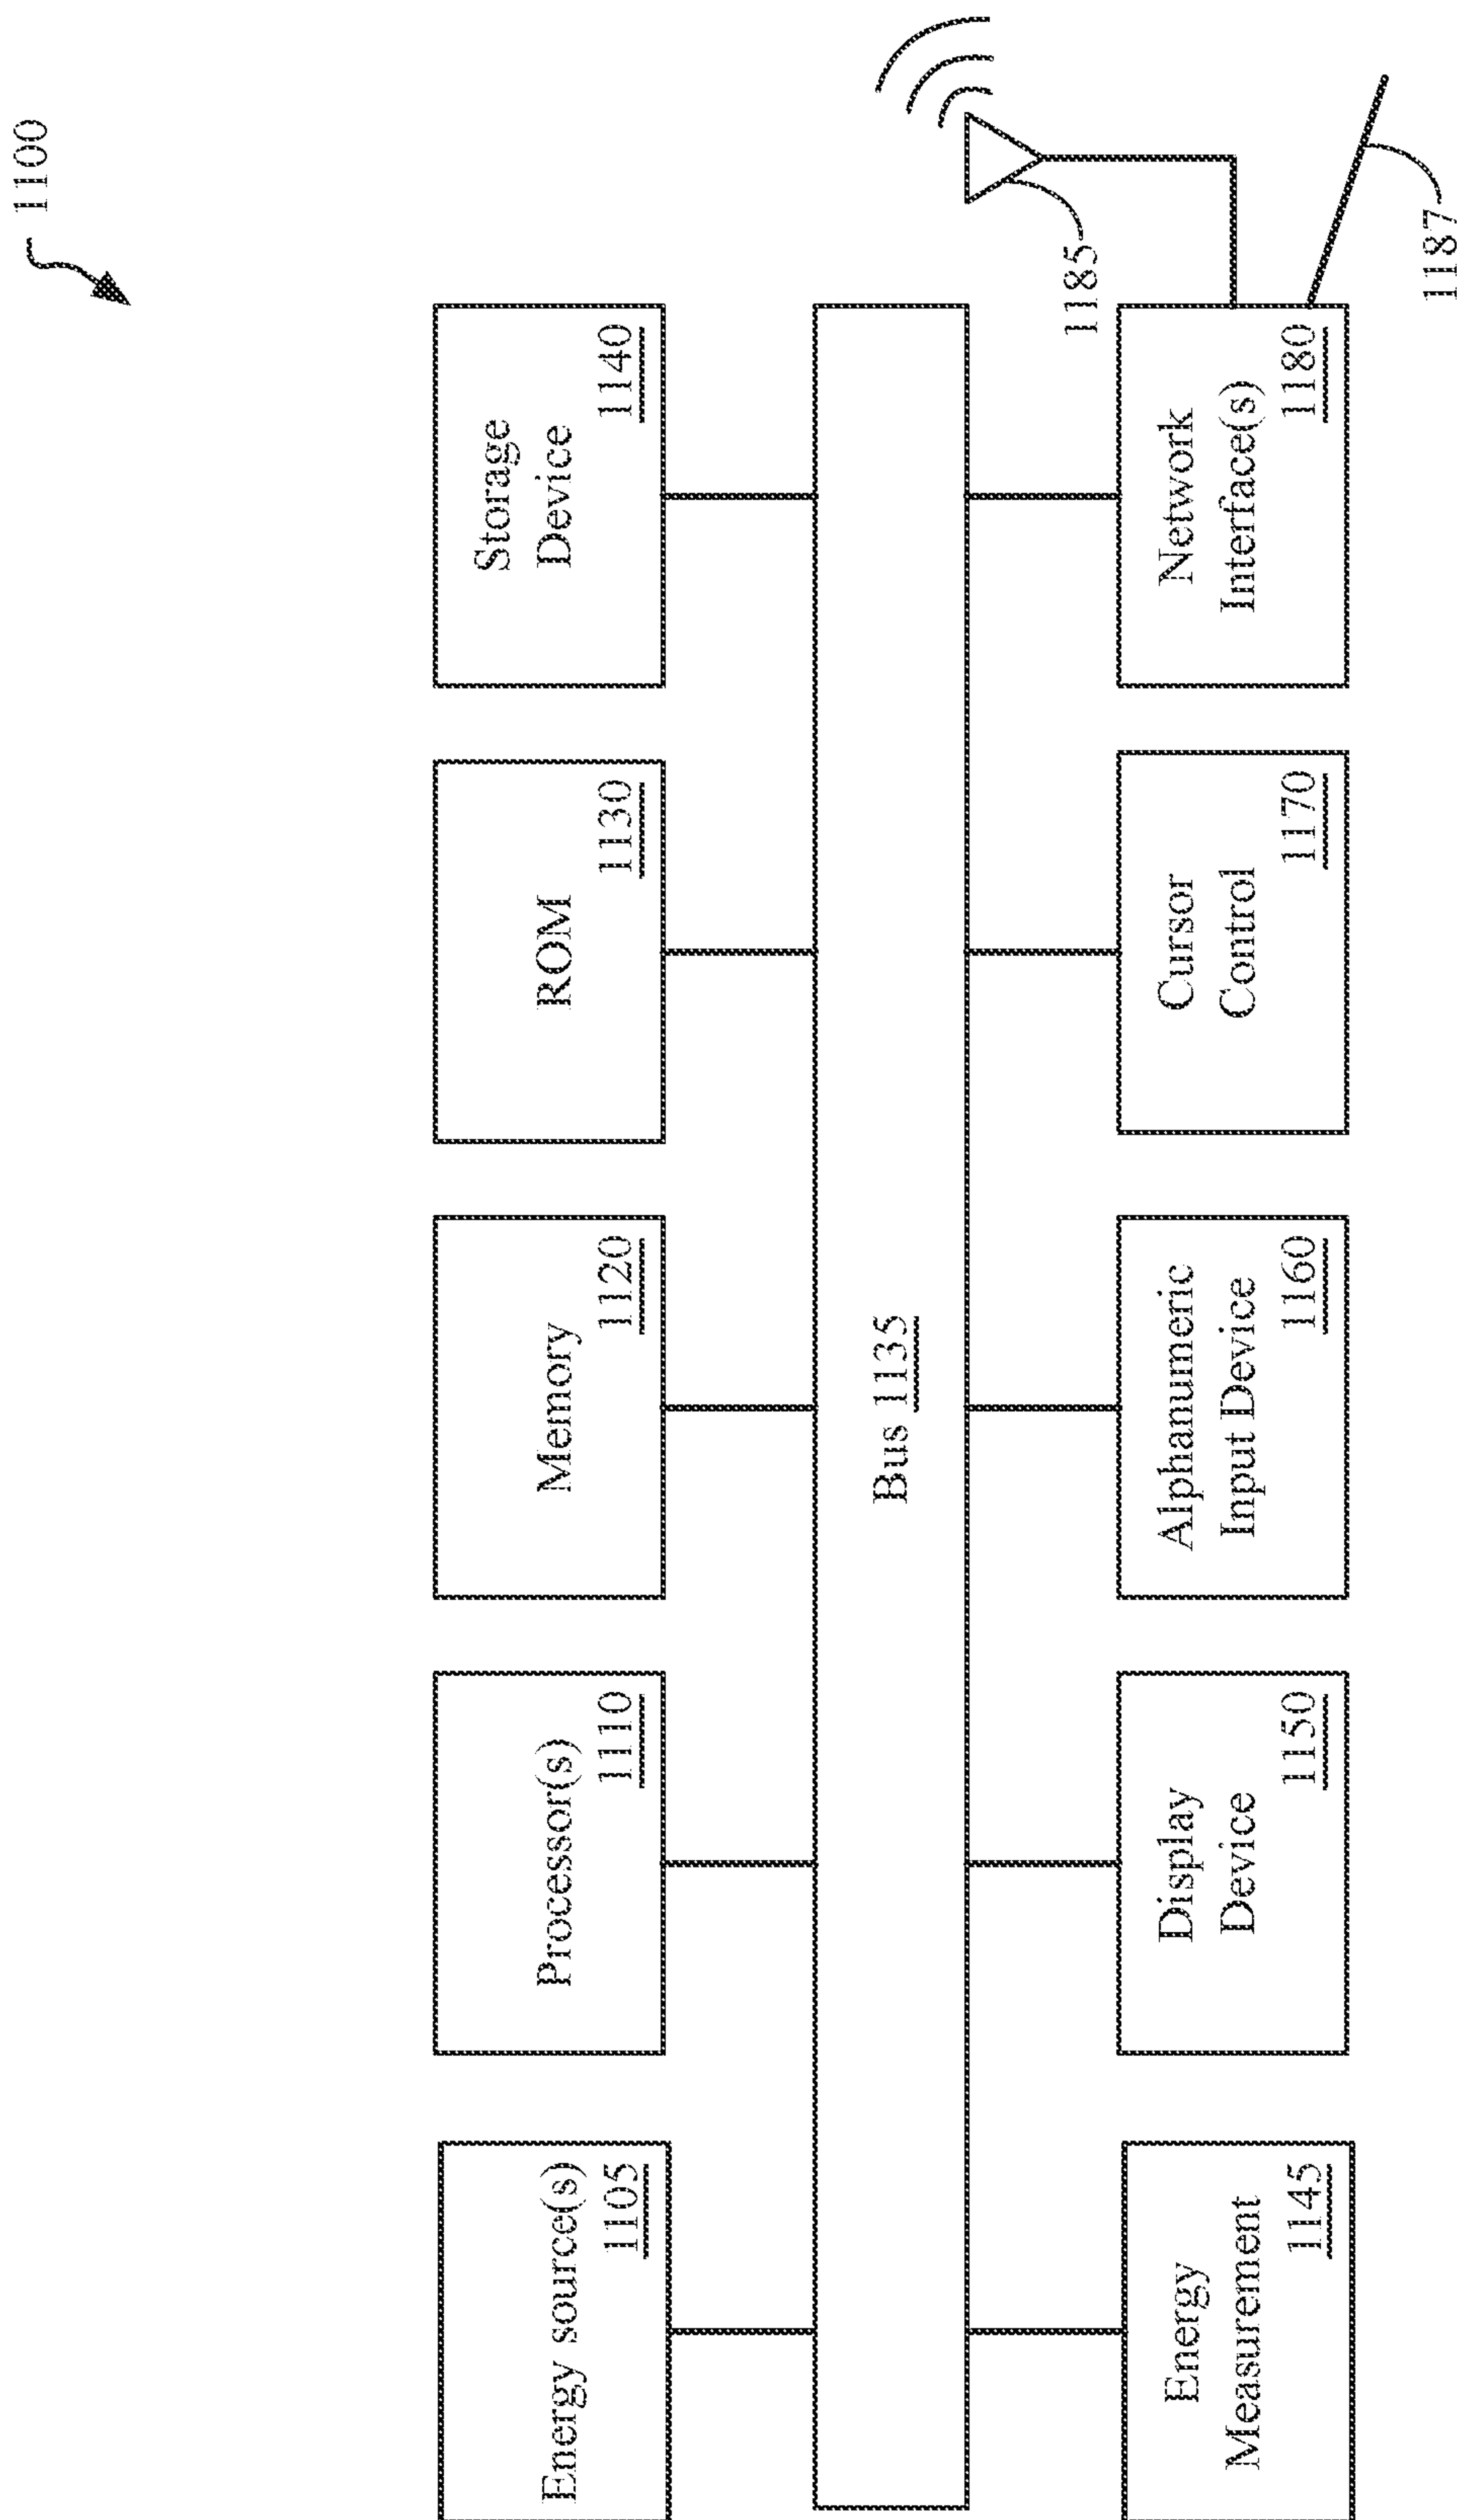 1100
Energy source(s)
1105
Processor(s)
1110
Memory
1120
ROM
1130
Storage
Device
1140
Bus 1135
1185
Energy
Measurement
1145
Display
Device
1150
Alphanumeric
Input Device
1160
Cursor
Control
1170
Network
Interface(s)
1180
1187